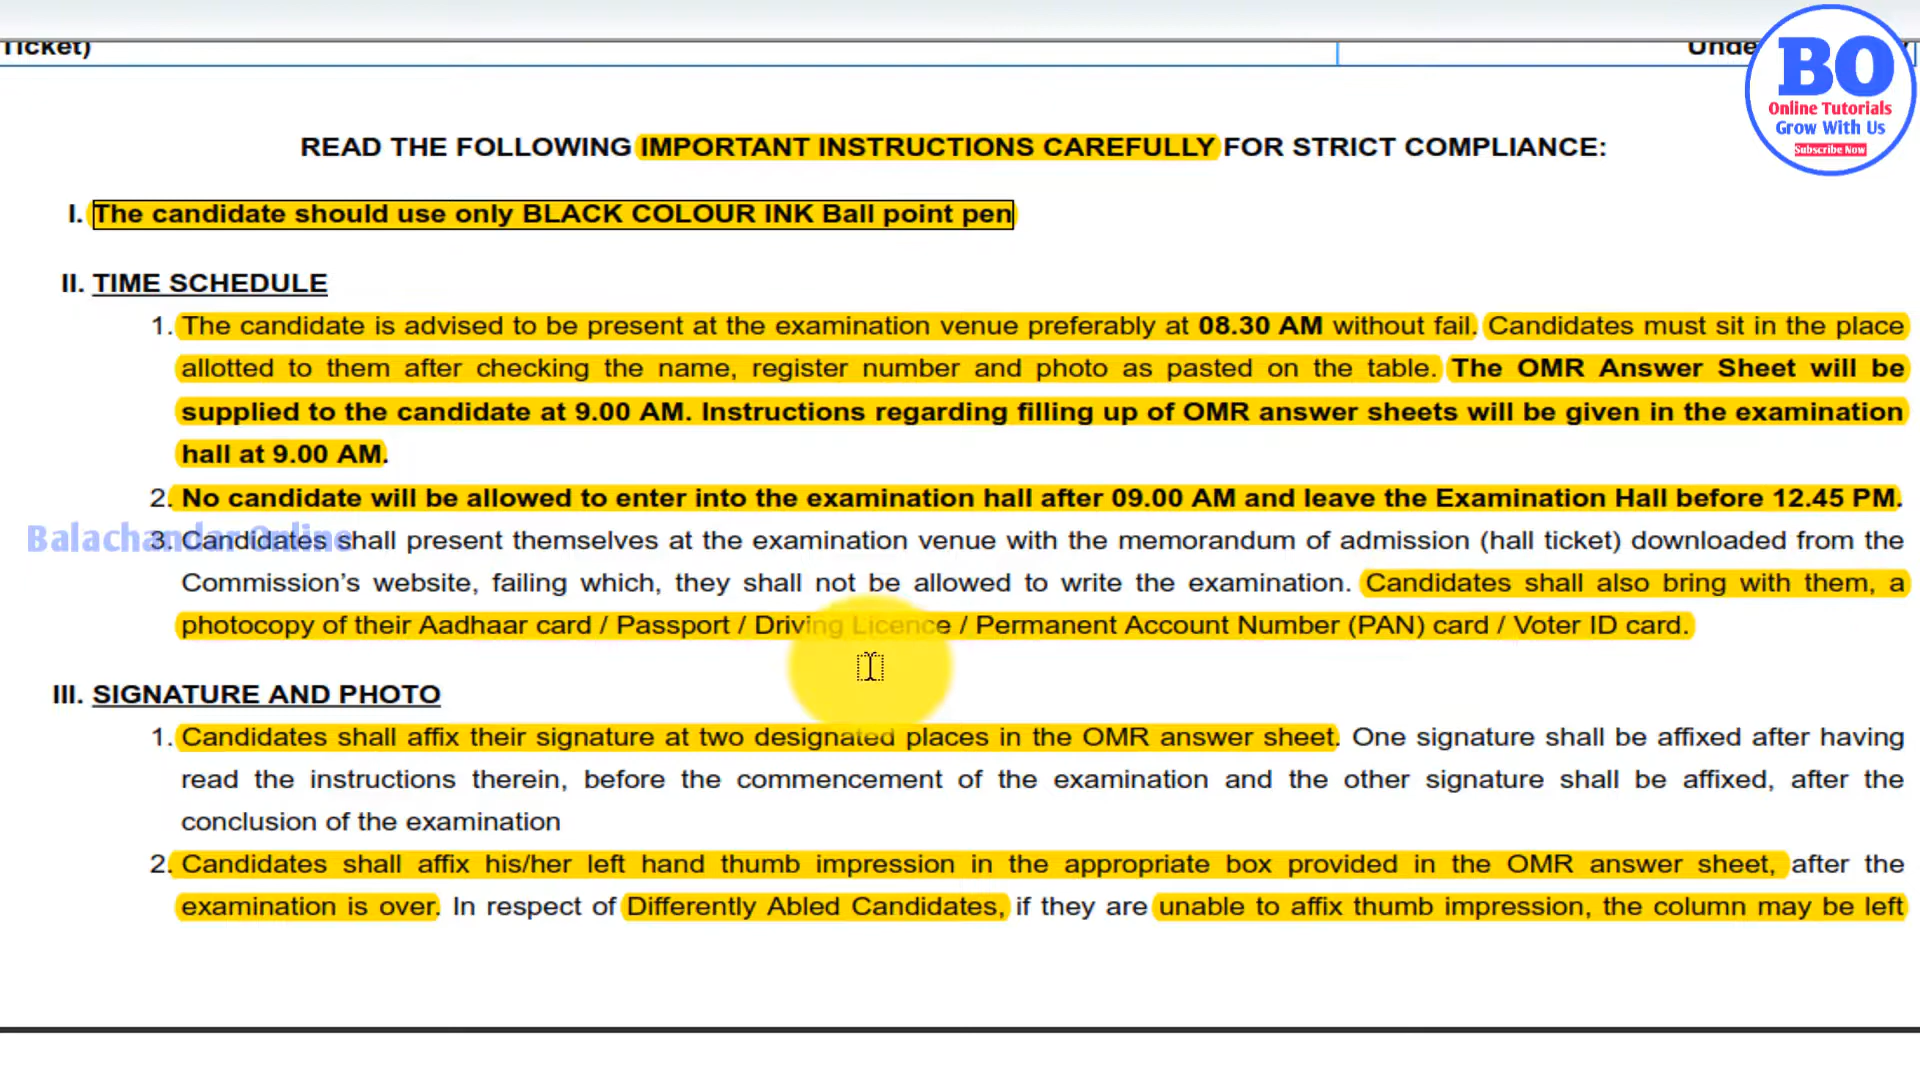 Ticket)
Unde
BO
Online Tutorials
Grow With Us
Subscribe Now
READ THE FOLLOWING IMPORTANT INSTRUCTIONS CAREFULLY FOR STRICT COMPLIANCE:
I. The candidate should use only BLACK COLOUR INK Ball point pen
II. TIME SCHEDULE
1. The candidate is advised to be present at the examination venue preferably at 08.30 AM without fail. Candidates must sit in the place
allotted to them after checking the name, register number and photo as pasted on the table. The OMR Answer Sheet will be
supplied to the candidate at 9.00 AM. Instructions regarding filling up of OMR answer sheets will be given in the examination
hall at 9.00 AM.
2. No candidate will be allowed to enter into the examination hall after 09.00 AM and leave the Examination Hall before 12.45 PM.
Balachandar Online
3. Candidates shall present themselves at the examination venue with the memorandum of admission (hall ticket) downloaded from the
Commission’s website, failing which, they shall not be allowed to write the examination. Candidates shall also bring with them, a
photocopy of their Aadhaar card / Passport / Driving Licence / Permanent Account Number (PAN) card / Voter ID card.
III. SIGNATURE AND PHOTO
1. Candidates shall affix their signature at two designated places in the OMR answer sheet. One signature shall be affixed after having
read the instructions therein, before the commencement of the examination and the other signature shall be affixed, after the
conclusion of the examination
2. Candidates shall affix his/her left hand thumb impression in the appropriate box provided in the OMR answer sheet, after the
examination is over. In respect of Differently Abled Candidates, if they are unable to affix thumb impression, the column may be left